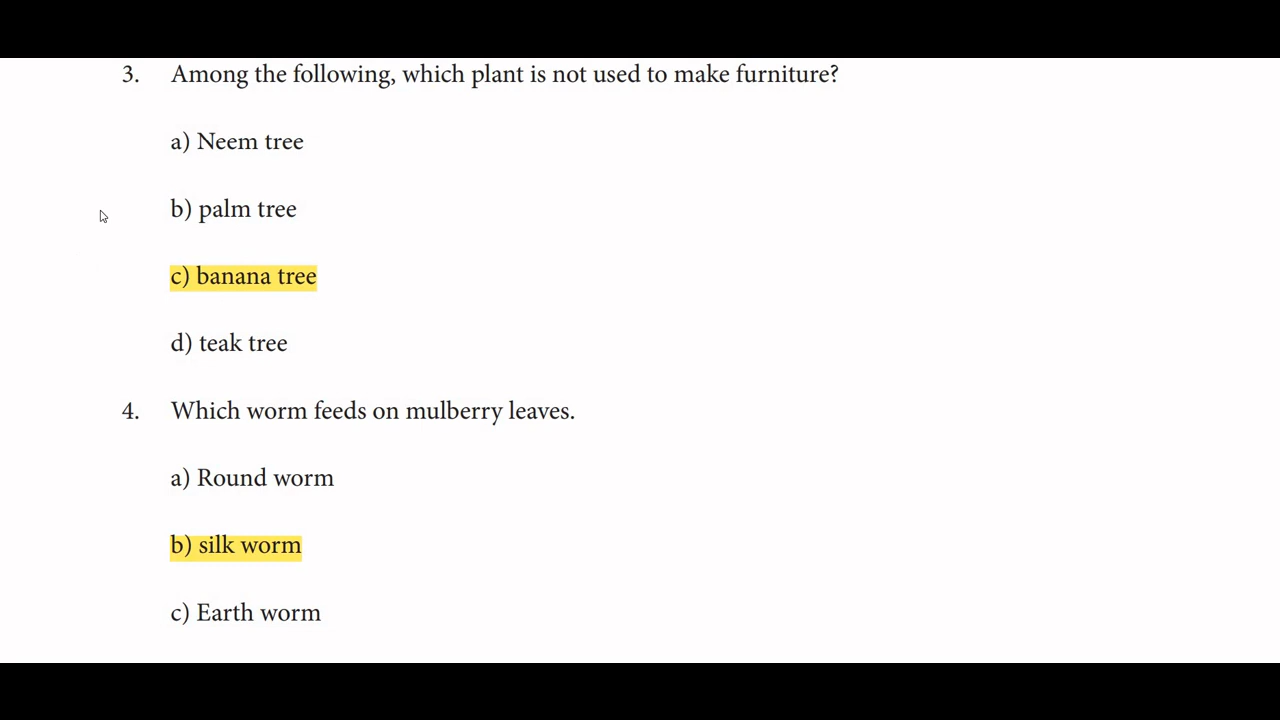 3. Among the following, which plant is not used to make furniture?
a) Neem tree
b) palm tree
c) banana tree
d) teak tree
4. Which worm feeds on mulberry leaves.
a) Round worm
b) silk worm
c) Earth worm